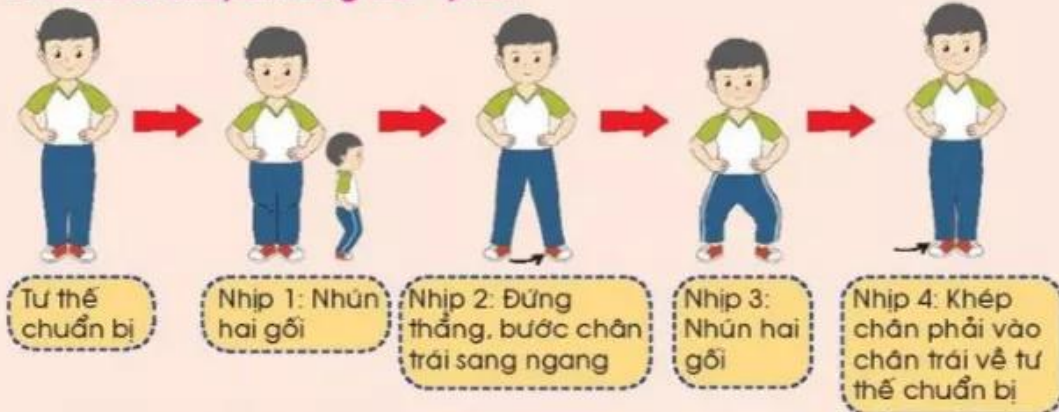 Tư thế
chuẩn bị
Nhịp 1: Nhún
hai gối
Nhịp 2: Đứng
thẳng, bước chân
trái sang ngang
Nhịp 3:
Nhún hai
gối
Nhịp 4: Khép
chân phải vào
chân trái về tư
thế chuẩn bị